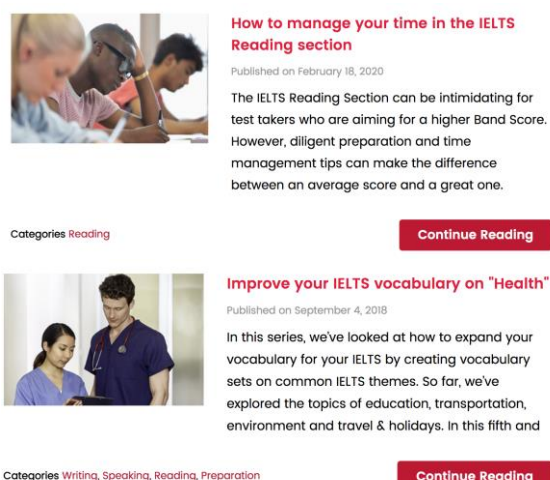 How to manage your time in the IELTS
Reading section
Published on February 18, 2020
The IELTS Reading Section can be intimidating for
test takers who are aiming for a higher Band Score.
However, diligent preparation and time
management tips can make the difference
between an average score and a great one.
Categories Reading
Continue Reading
Improve your IELTS vocabulary on "Health"
Published on September 4, 2018
In this series, we've looked at how to expand your
vocabulary for your IELTS by creating vocabulary
sets on common IELTS themes. So far, we've
explored the topics of education, transportation,
environment and travel & holidays. In this fifth and
Categories Writing, Speaking, Reading, Preparation
Continue Reading